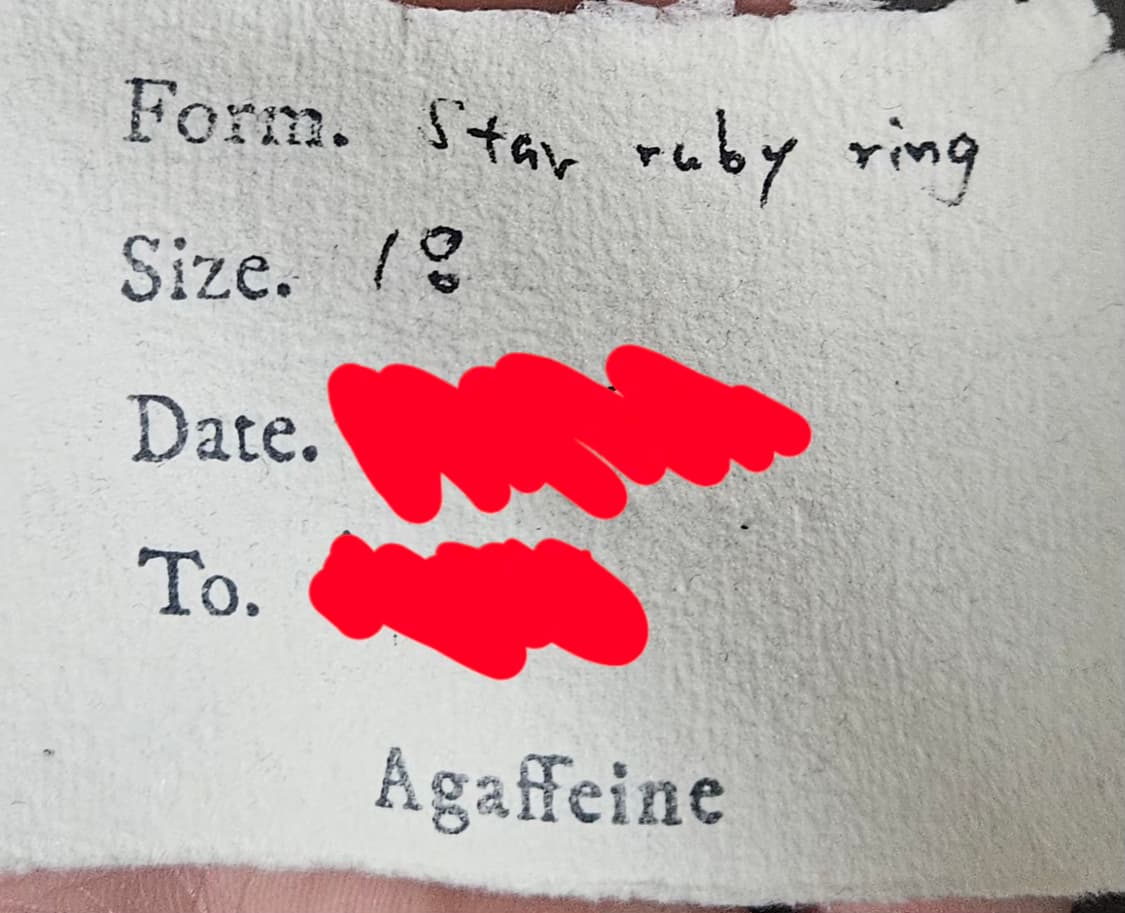 Form. Star ruby ring
Size. 18
Date.
To.
Agaffeine